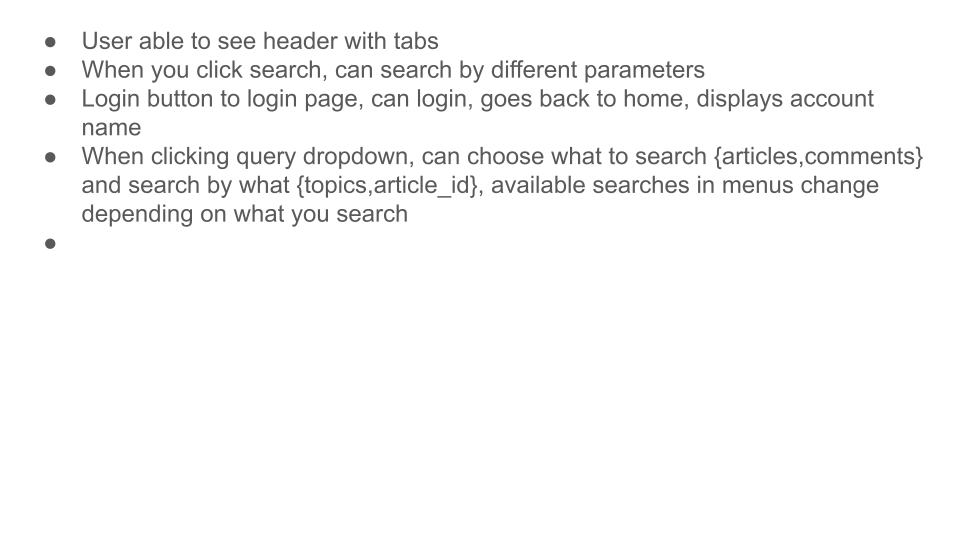 ● User able to see header with tabs
● When you click search, can search by different parameters
● Login button to login page, can login, goes back to home, displays account
name
● When clicking query dropdown, can choose what to search {articles,comments}
and search by what {topics,article_id}, available searches in menus change
depending on what you search
●